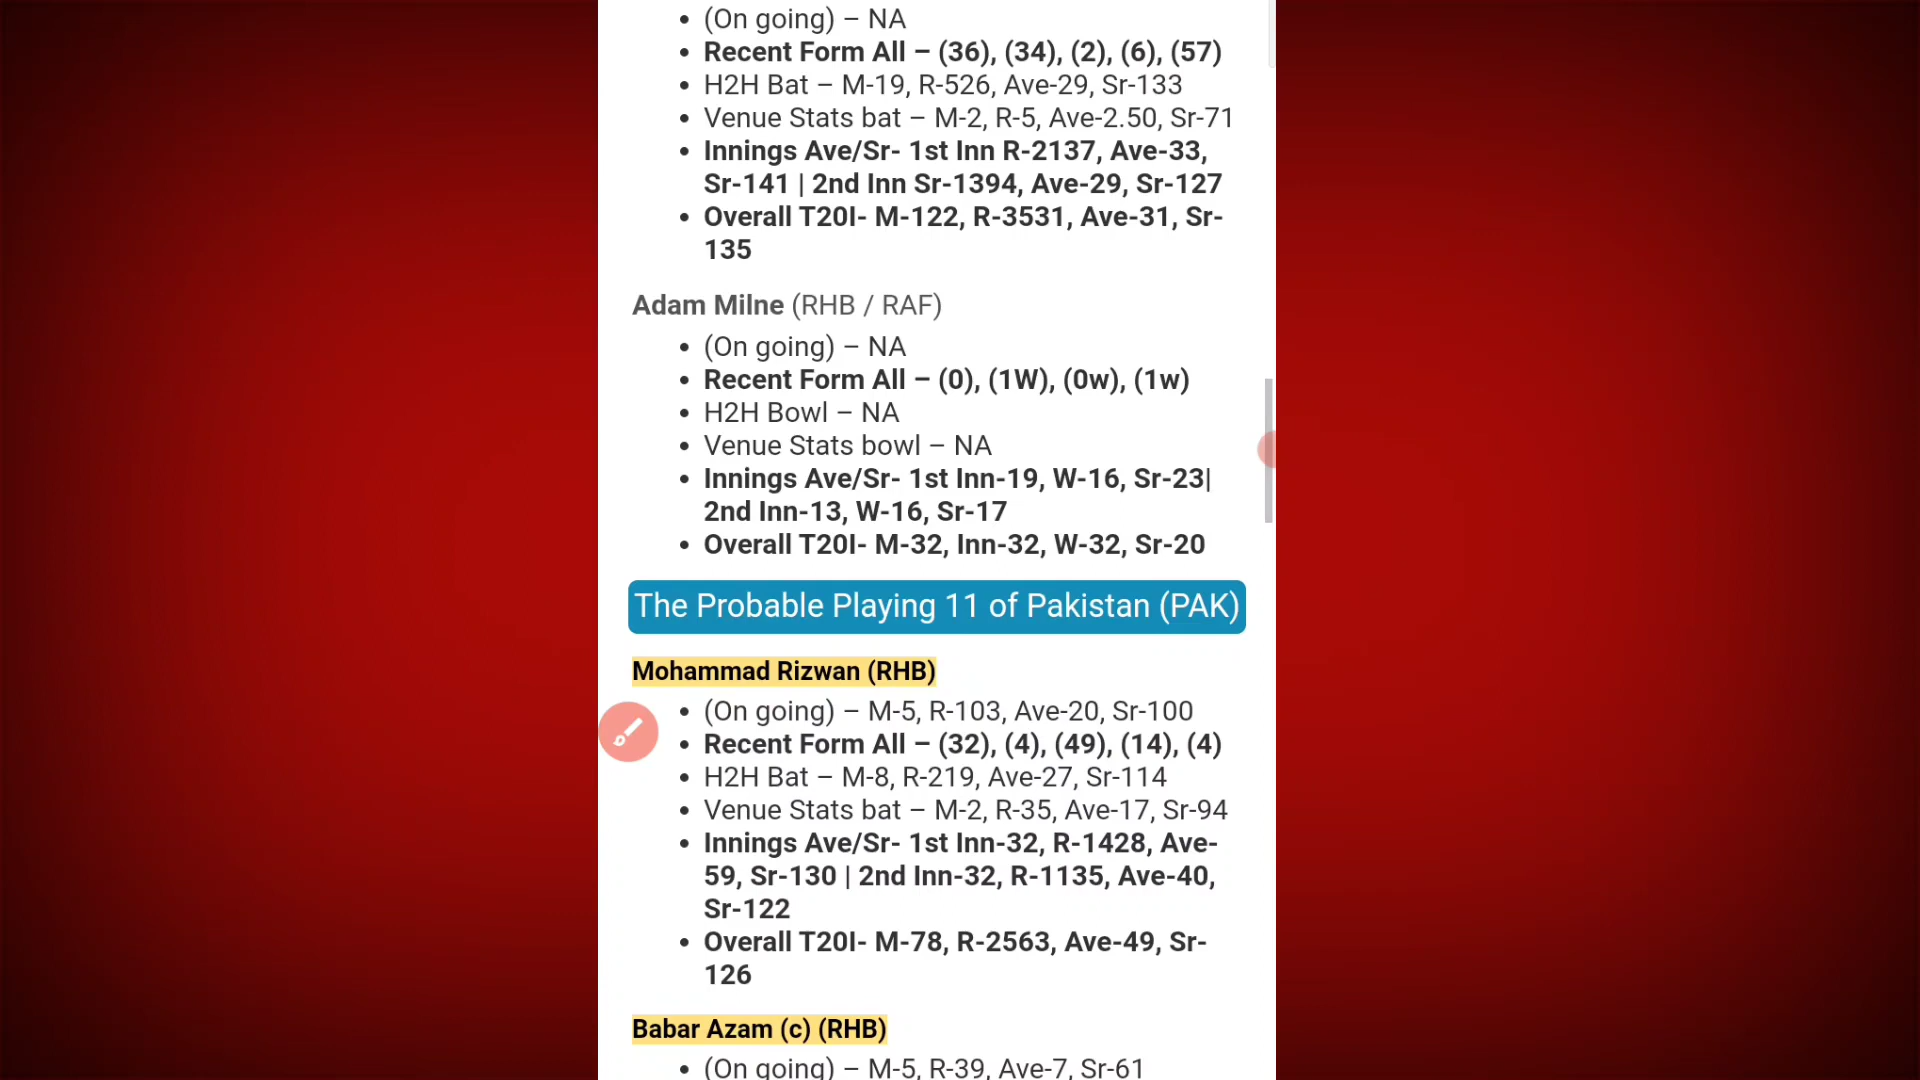 (On going) – NA
Recent Form All – (36), (34), (2), (6), (57)
H2H Bat – M-19, R-526, Ave-29, Sr-133
Venue Stats bat – M-2, R-5, Ave-2.50, Sr-71
Innings Ave/Sr- 1st Inn R-2137, Ave-33,
Sr-141 | 2nd Inn Sr-1394, Ave-29, Sr-127
Overall T20I- M-122, R-3531, Ave-31, Sr-
135
Adam Milne (RHB / RAF)
(On going) – NA
Recent Form All – (0), (1W), (0w), (1w)
H2H Bowl – NA
Venue Stats bowl – NA
Innings Ave/Sr- 1st Inn-19, W-16, Sr-23|
2nd Inn-13, W-16, Sr-17
Overall T20I- M-32, Inn-32, W-32, Sr-20
The Probable Playing 11 of Pakistan (PAK)
Mohammad Rizwan (RHB)
(On going) – M-5, R-103, Ave-20, Sr-100
Recent Form All – (32), (4), (49), (14), (4)
H2H Bat – M-8, R-219, Ave-27, Sr-114
Venue Stats bat – M-2, R-35, Ave-17, Sr-94
Innings Ave/Sr- 1st Inn-32, R-1428, Ave-
59, Sr-130 | 2nd Inn-32, R-1135, Ave-40,
Sr-122
Overall T20I- M-78, R-2563, Ave-49, Sr-
126
Babar Azam (c) (RHB)
(On going) – M-5, R-39, Ave-7, Sr-61